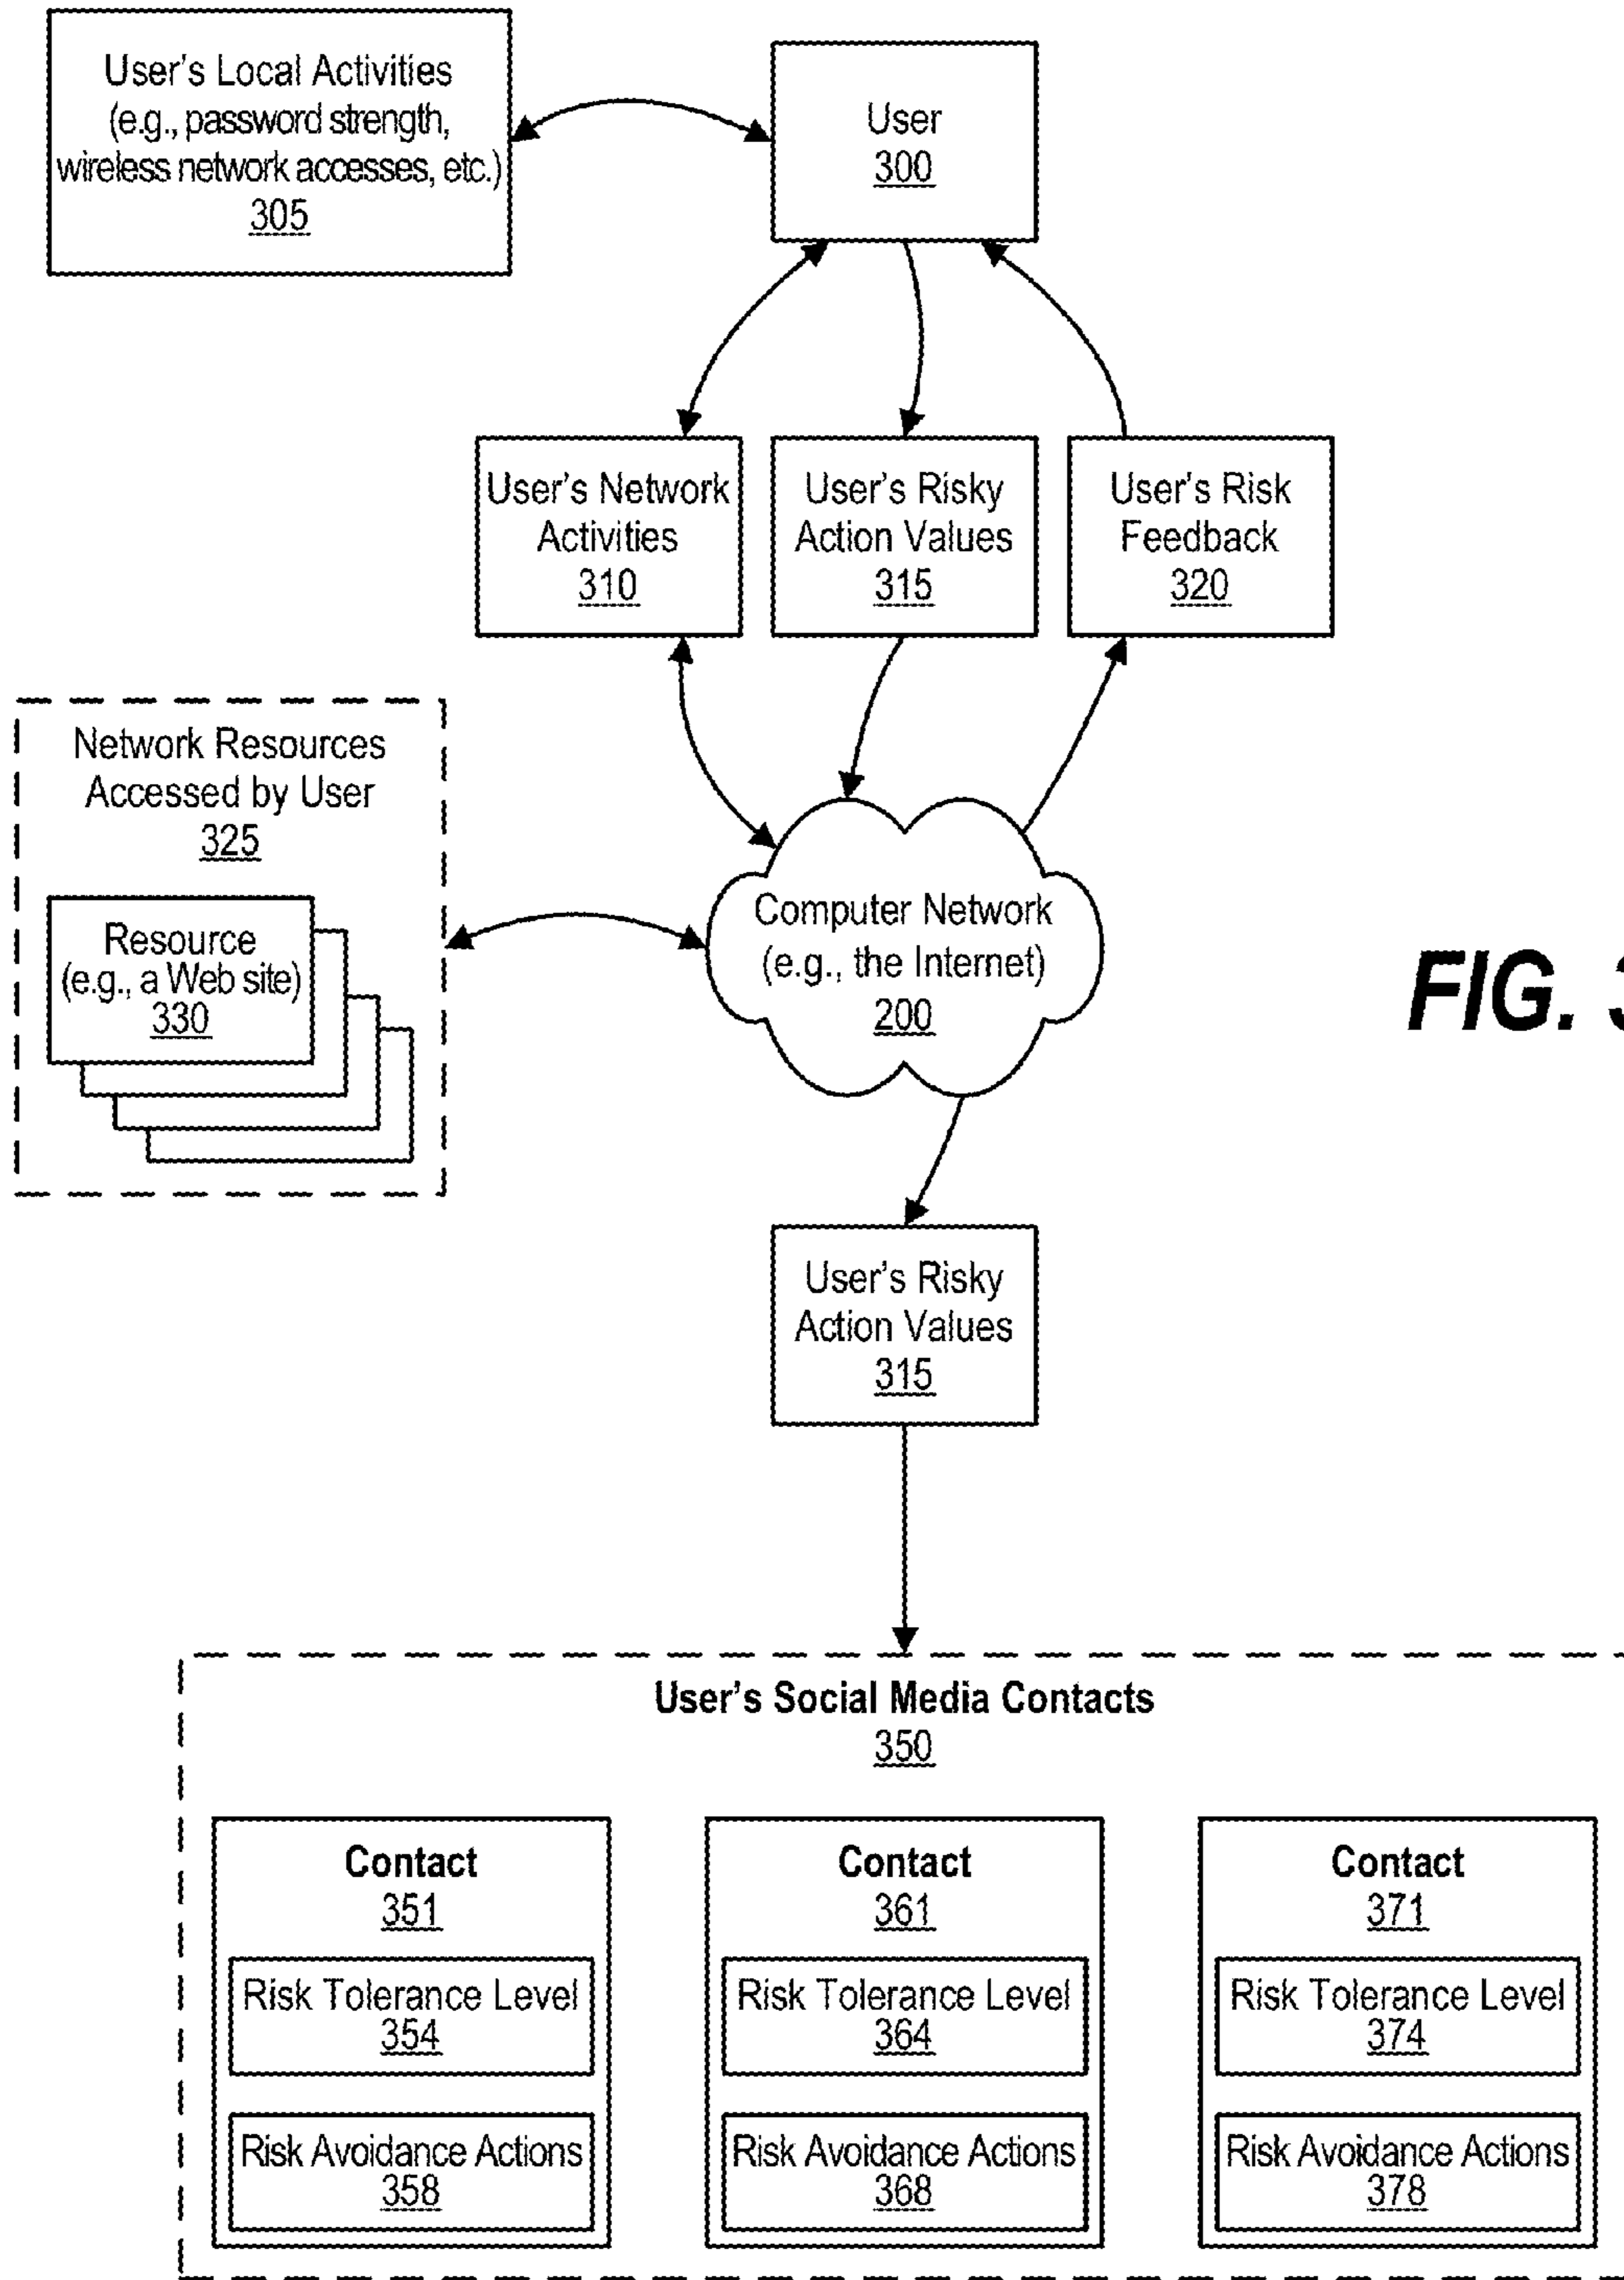 User's Local Activities
(e.g., password strength,
wireless network accesses, etc.)
305
User
300
User's Network
Activities
310
User's Risky
Action Values
315
User's Risk
Feedback
320
Network Resources
Accessed by User
325
Resource
(e.g., a Web site)
330
Computer Network
(e.g., the Internet)
200
FIG. 3
User's Risky
Action Values
315
User's Social Media Contacts
350
Contact
351
Risk Tolerance Level
354
Risk Avoidance Actions
358
Contact
361
Risk Tolerance Level
364
Risk Avoidance Actions
368
Contact
371
Risk Tolerance Level
374
Risk Avoidance Actions
378